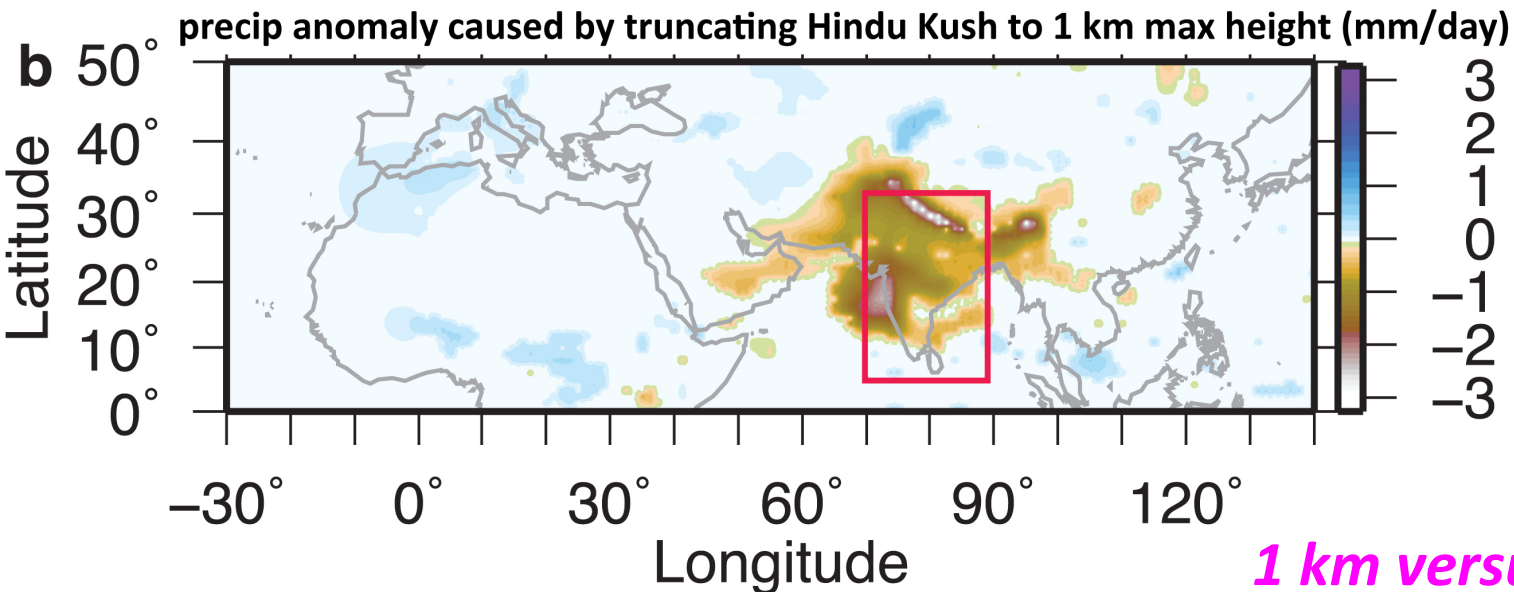 precip anomaly caused by truncating Hindu Kush to 1 km max height (mm/day)
b
50°
40°
30°
20°
10°
0°
Latitude
3
2
1
0
−1
−2
−3
−30° 0° 30° 60° 90° 120°
Longitude
1 km versu